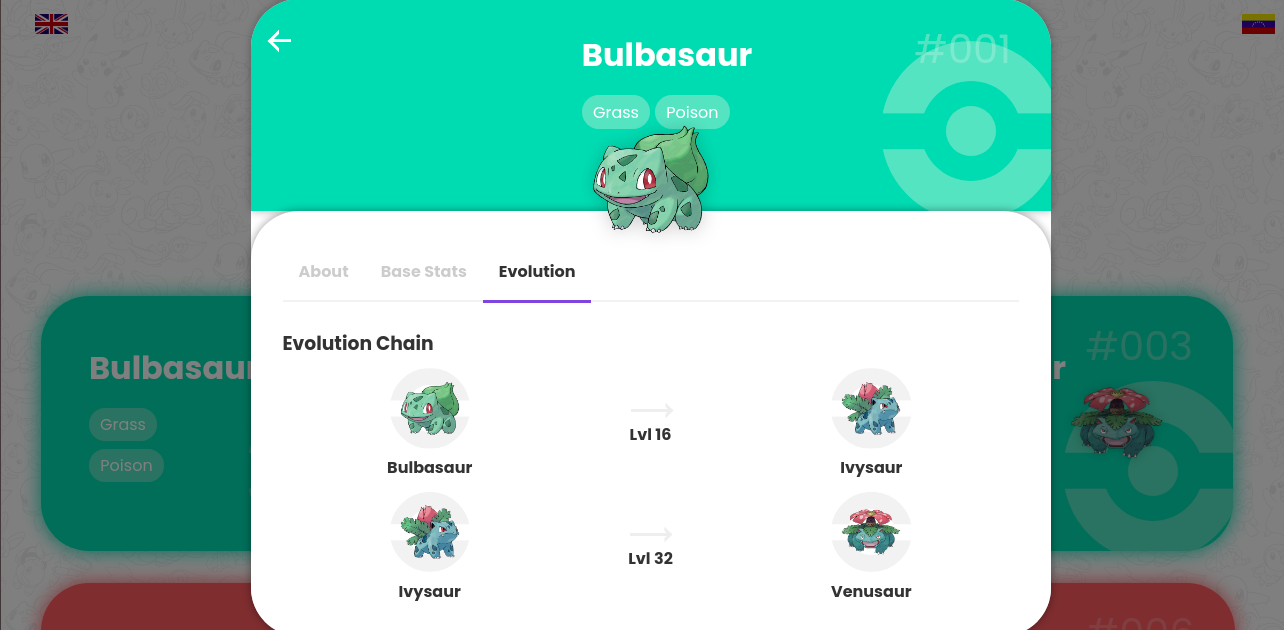 Bulbasaur
#001
Grass Poison
About Base Stats Evolution
Evolution Chain
Lvl 16
Bulbasaur Ivysaur
Lvl 32
Ivysaur Venusaur
Bulbasaur
Grass
Poison
#003
#006